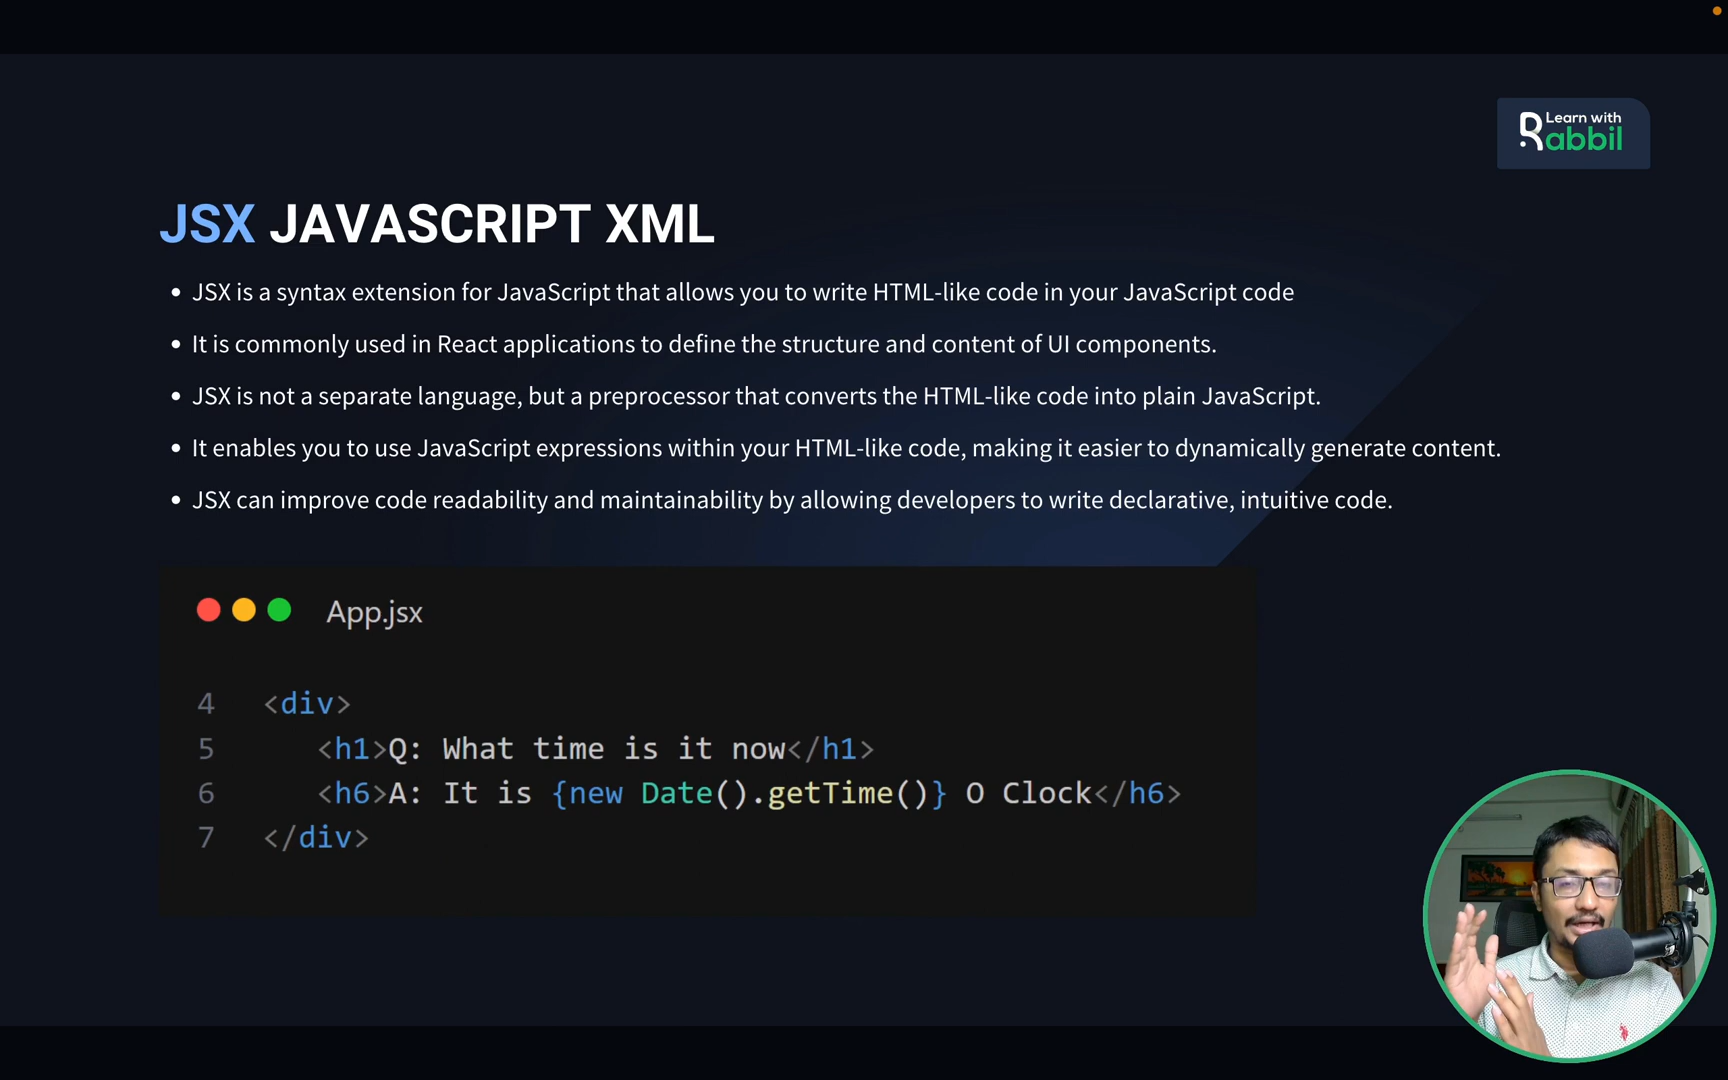 Learn with
Rabbil
JSX JAVASCRIPT XML
• JSX is a syntax extension for JavaScript that allows you to write HTML-like code in your JavaScript code
• It is commonly used in React applications to define the structure and content of UI components.
• JSX is not a separate language, but a preprocessor that converts the HTML-like code into plain JavaScript.
• It enables you to use JavaScript expressions within your HTML-like code, making it easier to dynamically generate content.
• JSX can improve code readability and maintainability by allowing developers to write declarative, intuitive code.
App.jsx
4 <div>
5 <h1>Q: What time is it now</h1>
6 <h6>A: It is {new Date().getTime()} O Clock</h6>
7 </div>